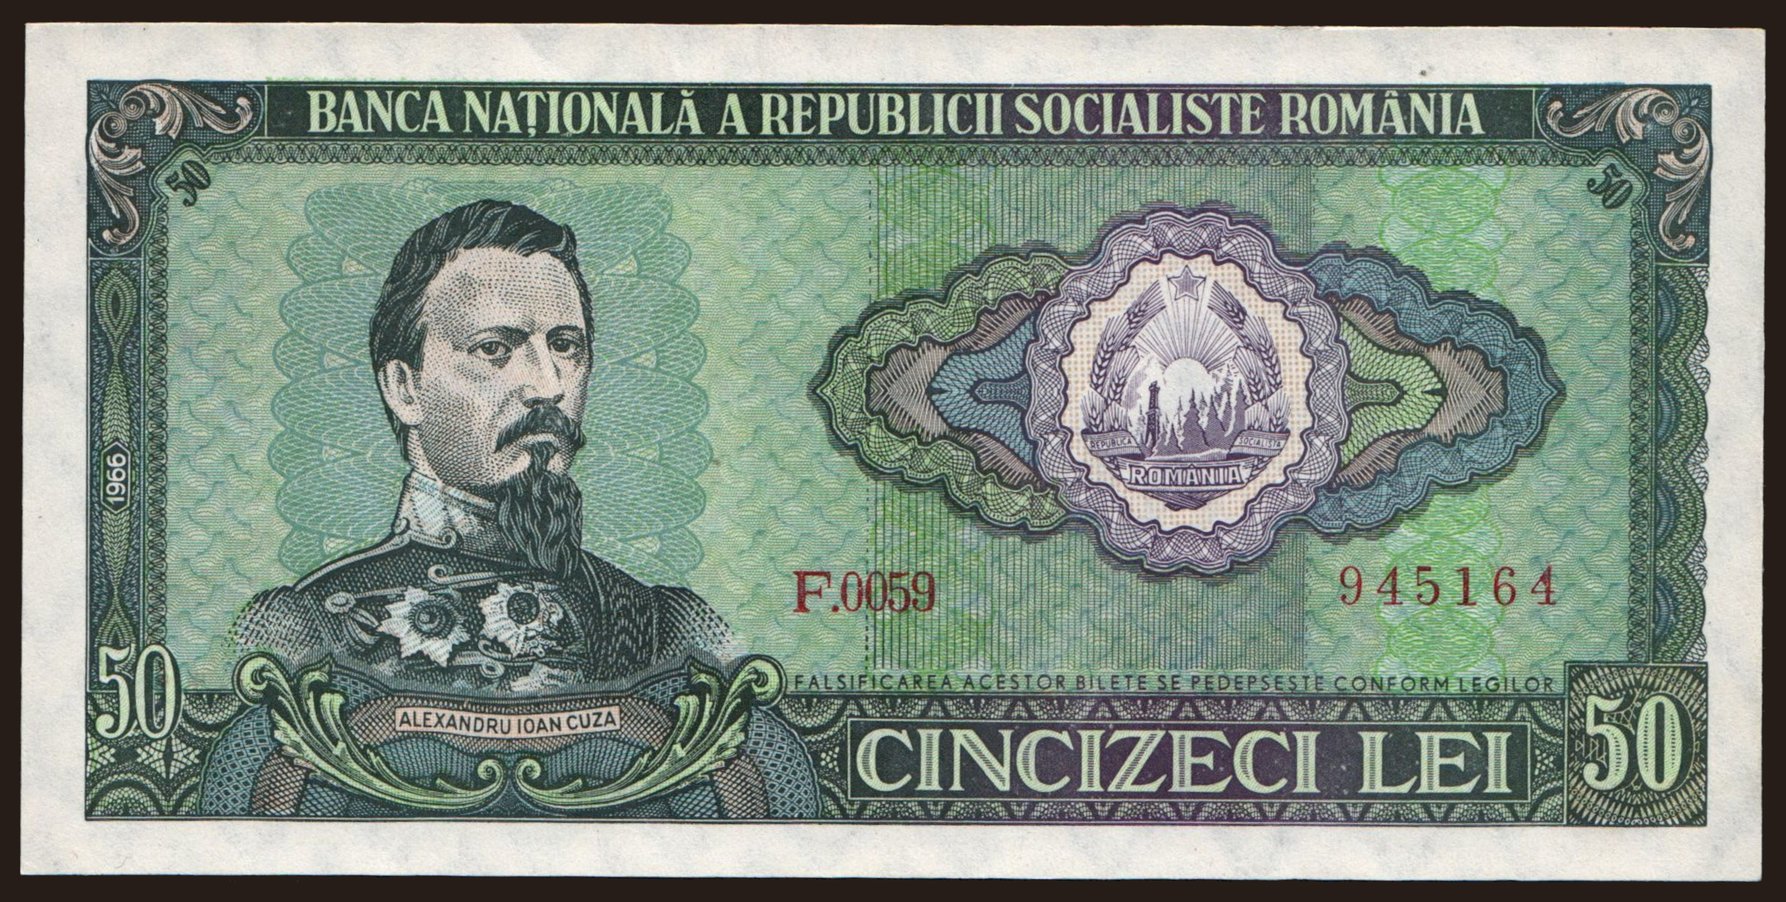 BANCA NAȚIONALĂ A REPUBLICII SOCIALISTE ROMÂNIA
50
50
1966
REPUBLICA SOCIALISTA
ROMÂNIA
F.0059
945164
FALSIFICAREA ACESTOR BILETE SE PEDEPSEȘTE CONFORM LEGILOR
50
ALEXANDRU IOAN CUZA
CINCIZECI LEI
50